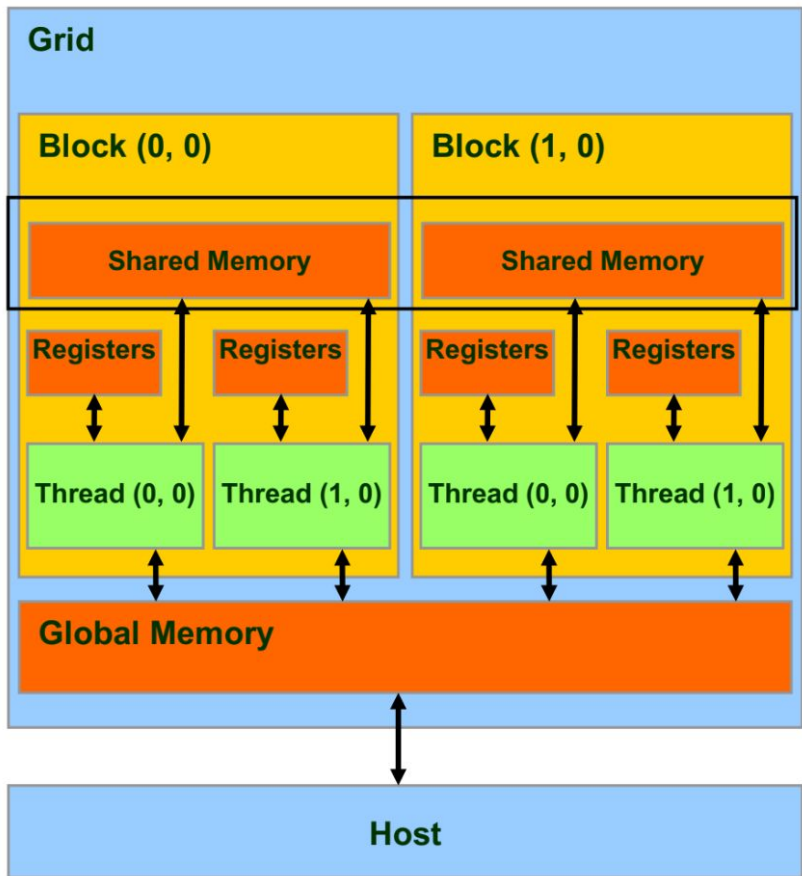 Grid
Block (0, 0)
Block (1, 0)
Shared Memory
Shared Memory
Registers
Registers
Registers
Registers
Thread (0, 0)
Thread (1, 0)
Thread (0, 0)
Thread (1, 0)
Global Memory
Host